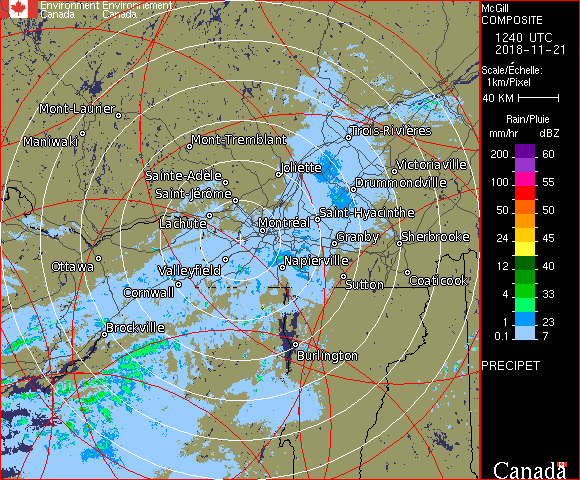 Environment Environnement
Canada Canada
McGill
COMPOSITE
1240 UTC
2018-11-21
Scale/Échelle:
1km/Pixel
40 KM
Rain/Pluie
mm/hr dBZ
200 60
100 55
50 50
24 45
12 40
4 33
1 23
0.1 7
PRECIPET
Canada
Mont-Laurier
Maniwaki
Mont-Tremblant
Trois-Rivières
Joliette
Victoriaville
Sainte-Adèle
Drummondville
Saint-Jérôme
Saint-Hyacinthe
Lachute
Montréal
Granby
Sherbrooke
Ottawa
Valleyfield
Napierville
Coaticook
Sutton
Cornwall
Brockville
Burlington